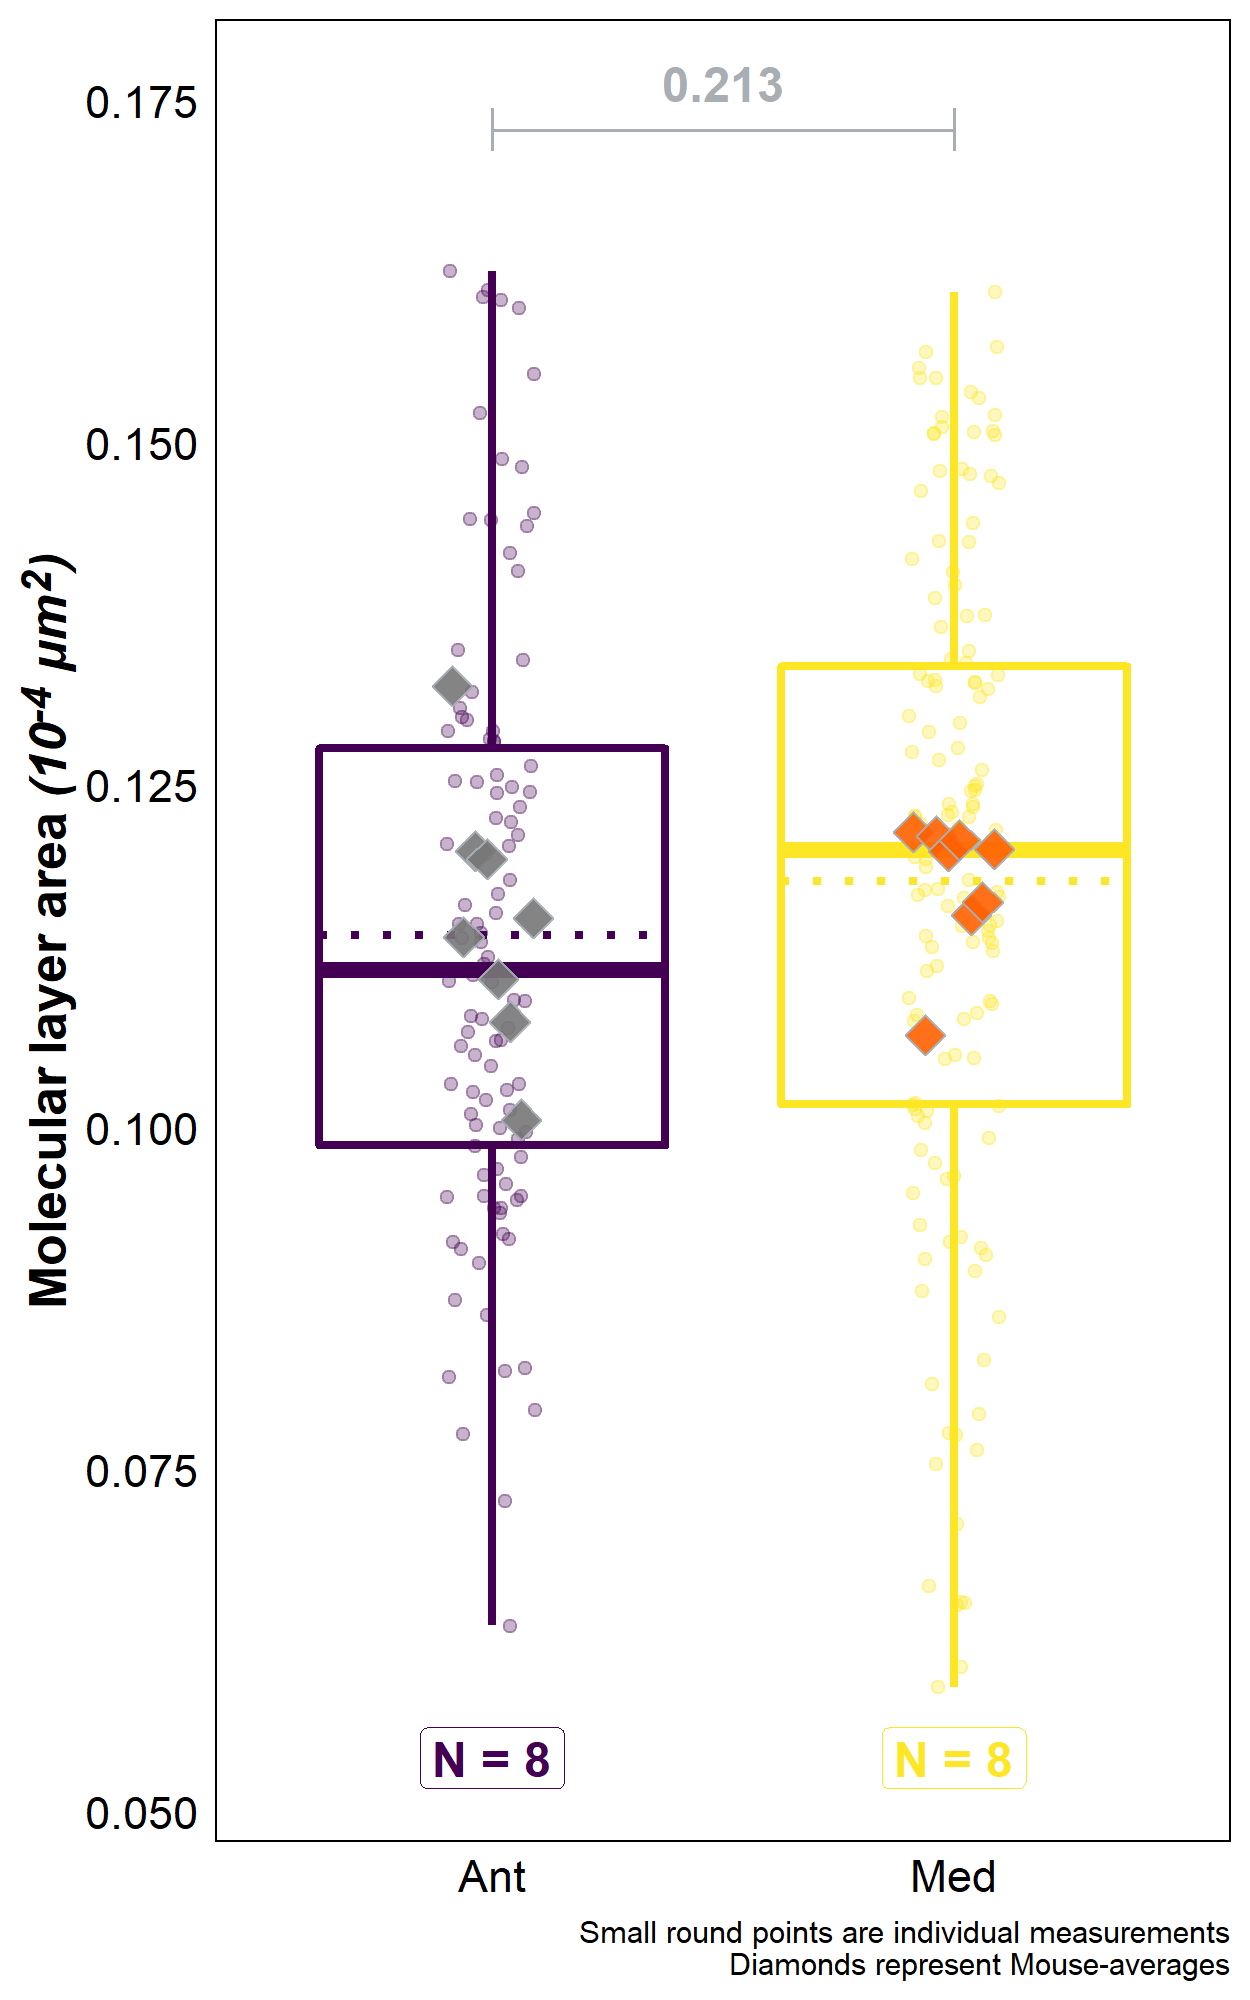 0.213
0.175
0.150
0.125
0.100
0.075
0.050
Molecular layer area (10⁻⁴ µm²)
N = 8
N = 8
Ant
Med
Small round points are individual measurements
Diamonds represent Mouse-averages